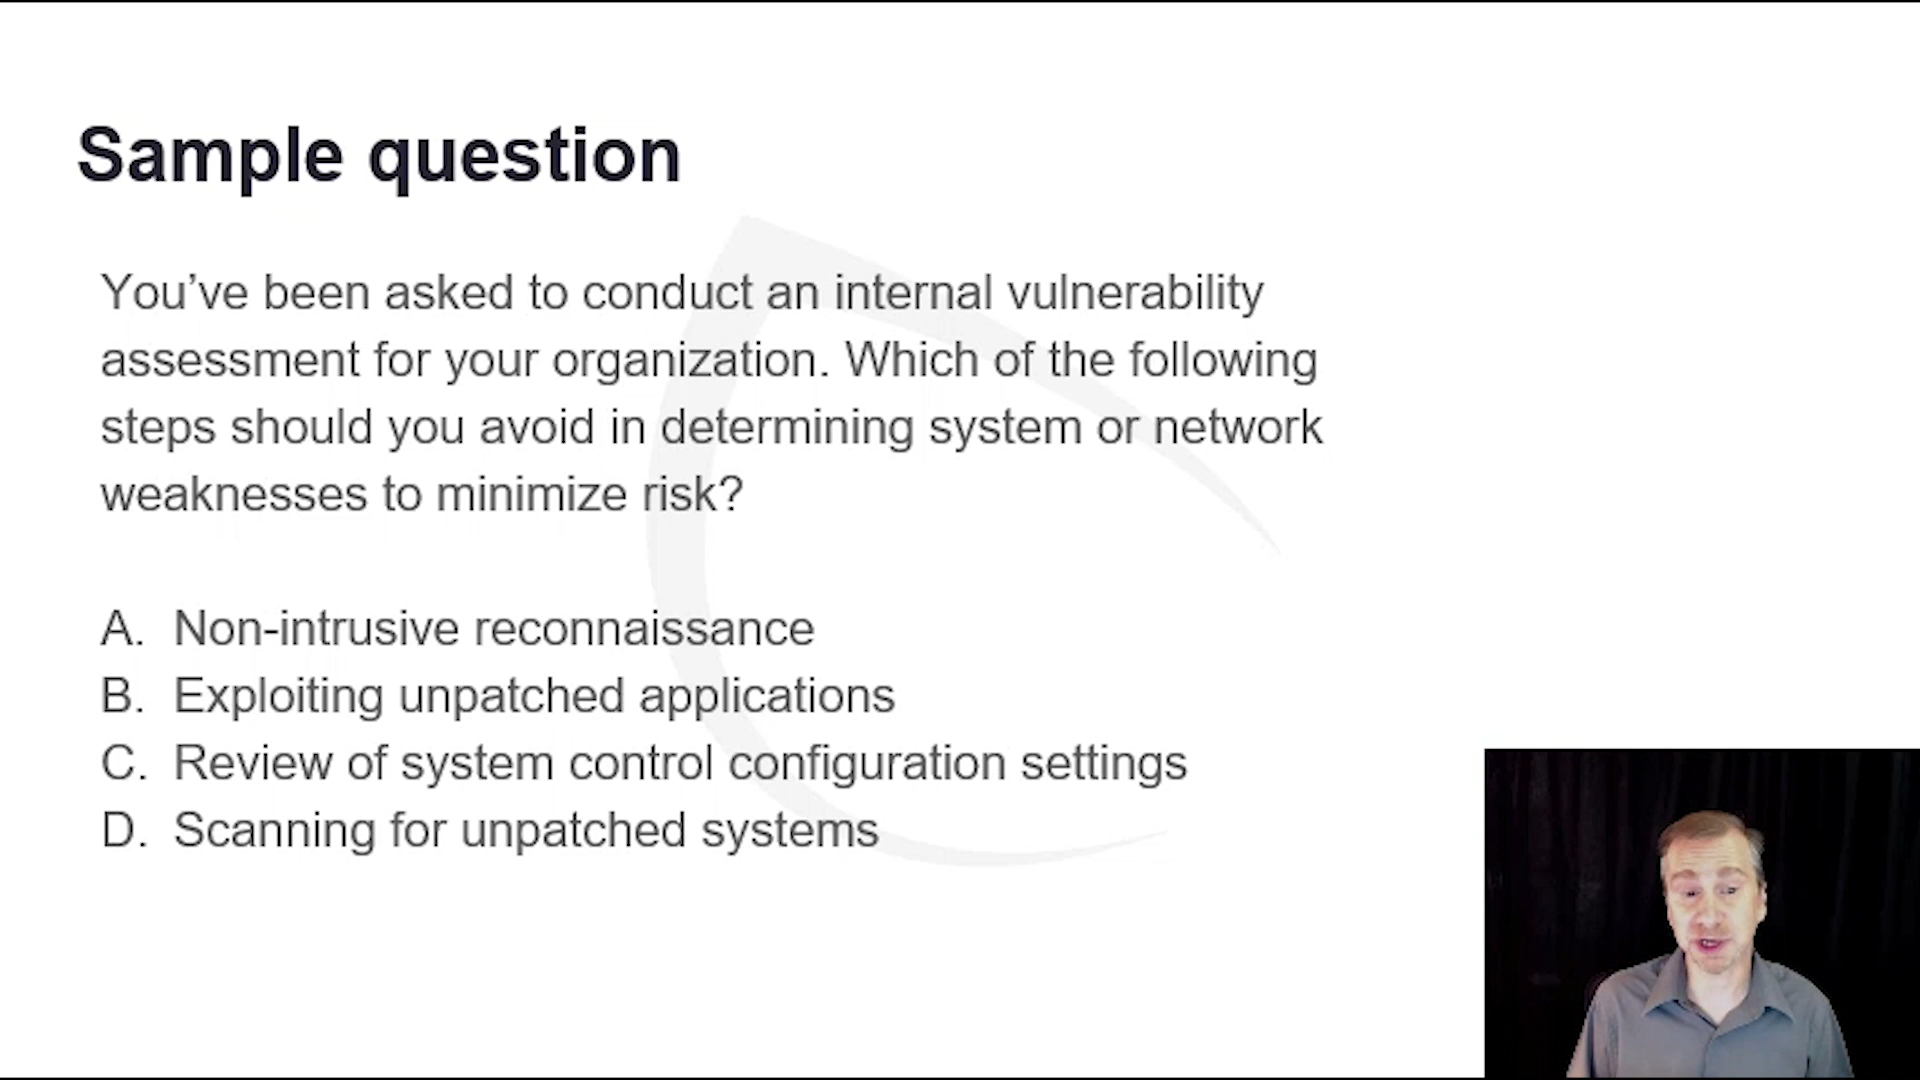 Sample question
You’ve been asked to conduct an internal vulnerability
assessment for your organization. Which of the following
steps should you avoid in determining system or network
weaknesses to minimize risk?
A. Non-intrusive reconnaissance
B. Exploiting unpatched applications
C. Review of system control configuration settings
D. Scanning for unpatched systems